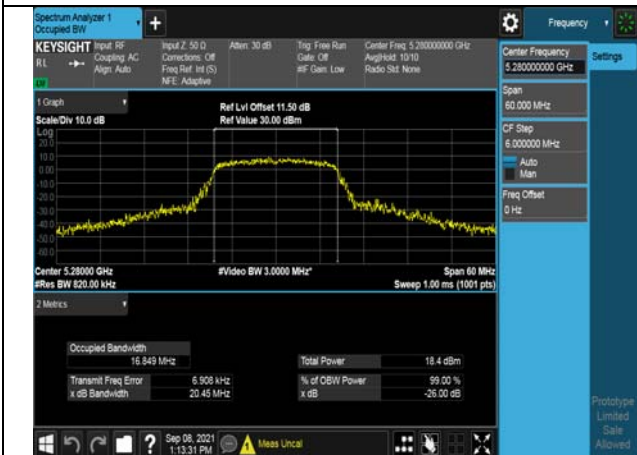 Spectrum Analyzer 1
Occupied BW
Frequency
KEYSIGHT
RL
Input: RF
Coupling: AC
Align: Auto
Input Z: 50 Ω
Corrections: Off
Freq Ref: Int (S)
NFE: Adaptive
Atten: 30 dB
Trig: Free Run
Gate: Off
#IF Gain: Low
Center Freq: 5.280000000 GHz
Avg|Hold: 10/10
Radio Std: None
Center Frequency
5.280000000 GHz
Settings
Span
60.000 MHz
CF Step
6.000000 MHz
Auto
Man
Freq Offset
0 Hz
1 Graph
Scale/Div 10.0 dB
Ref Lvl Offset 11.50 dB
Ref Value 30.00 dBm
Log
20.0
10.0
0.00
-10.0
-20.0
-30.0
-40.0
-50.0
-60.0
Center 5.28000 GHz
#Res BW 820.00 kHz
#Video BW 3.0000 MHz*
Span 60 MHz
Sweep 1.00 ms (1001 pts)
2 Metrics
Occupied Bandwidth
16.849 MHz
Total Power 18.4 dBm
Transmit Freq Error 6.908 kHz
% of OBW Power 99.00 %
x dB Bandwidth 20.45 MHz
x dB -26.00 dB
Prototype
Limited
Sale
Allowed
Sep 08, 2021
1:13:31 PM
Meas Uncal